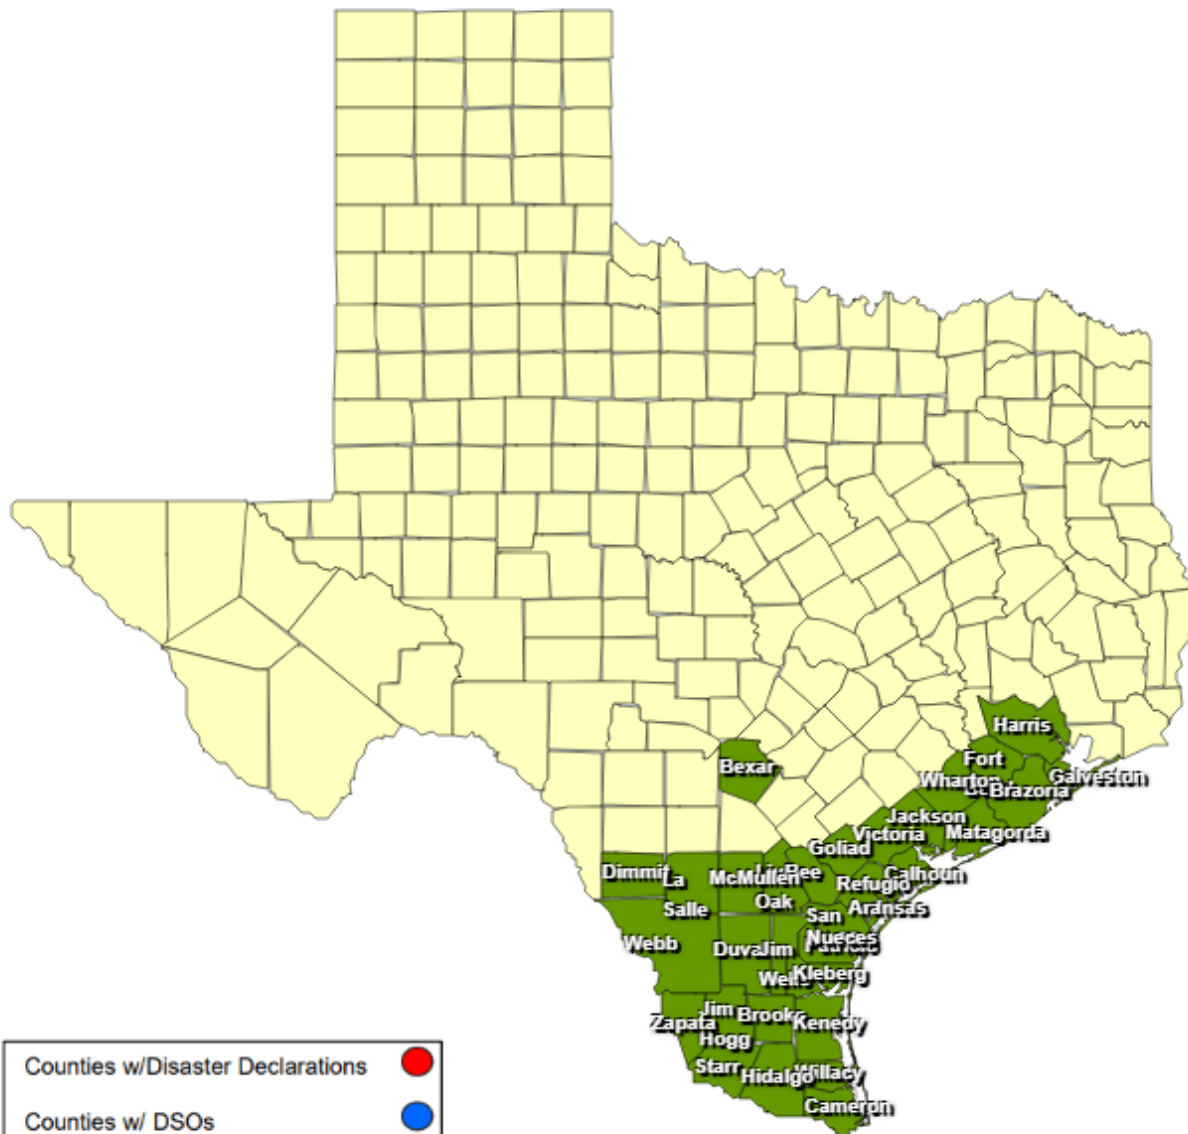 Harris
Fort
Galveston
Bexar
Wharton
Brazoria
Jackson
Victoria
Matagorda
Goliad
Dimmit
La
Salle
McMullen
Bee
Oak
Calhoun
Refugio
San
Aransas
Webb
Duval
Jim
Nueces
Wells
Kleberg
Zapata
Jim
Hogg
Brooks
Kenedy
Starr
Hidalgo
Willacy
Cameron
Counties w/Disaster Declarations
Counties w/ DSOs